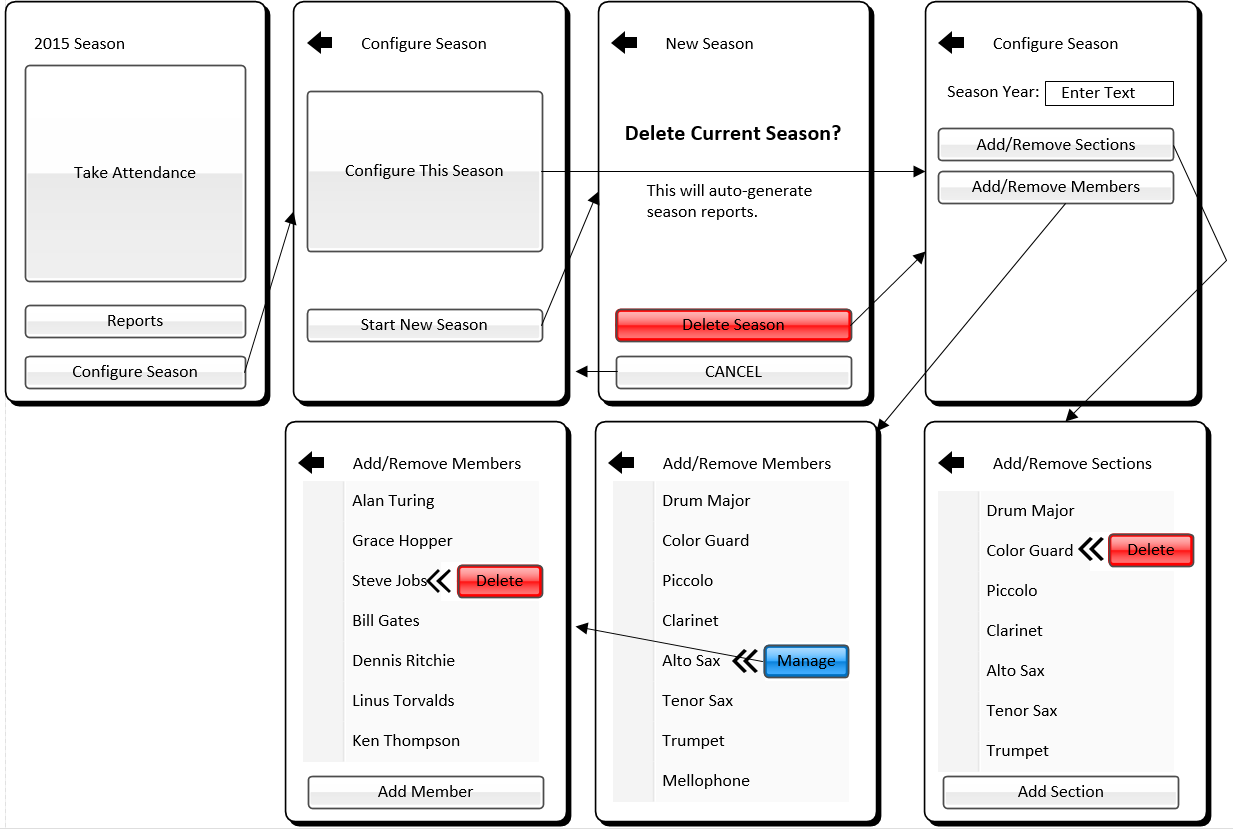 2015 Season
Take Attendance
Reports
Configure Season
Configure Season
Configure This Season
Start New Season
New Season
Delete Current Season?
This will auto-generate
season reports.
Delete Season
CANCEL
Configure Season
Season Year: Enter Text
Add/Remove Sections
Add/Remove Members
Add/Remove Members
Alan Turing
Grace Hopper
Steve Jobs Delete
Bill Gates
Dennis Ritchie
Linus Torvalds
Ken Thompson
Add Member
Add/Remove Members
Drum Major
Color Guard
Piccolo
Clarinet
Alto Sax Manage
Tenor Sax
Trumpet
Mellophone
Add/Remove Sections
Drum Major
Color Guard Delete
Piccolo
Clarinet
Alto Sax
Tenor Sax
Trumpet
Add Section